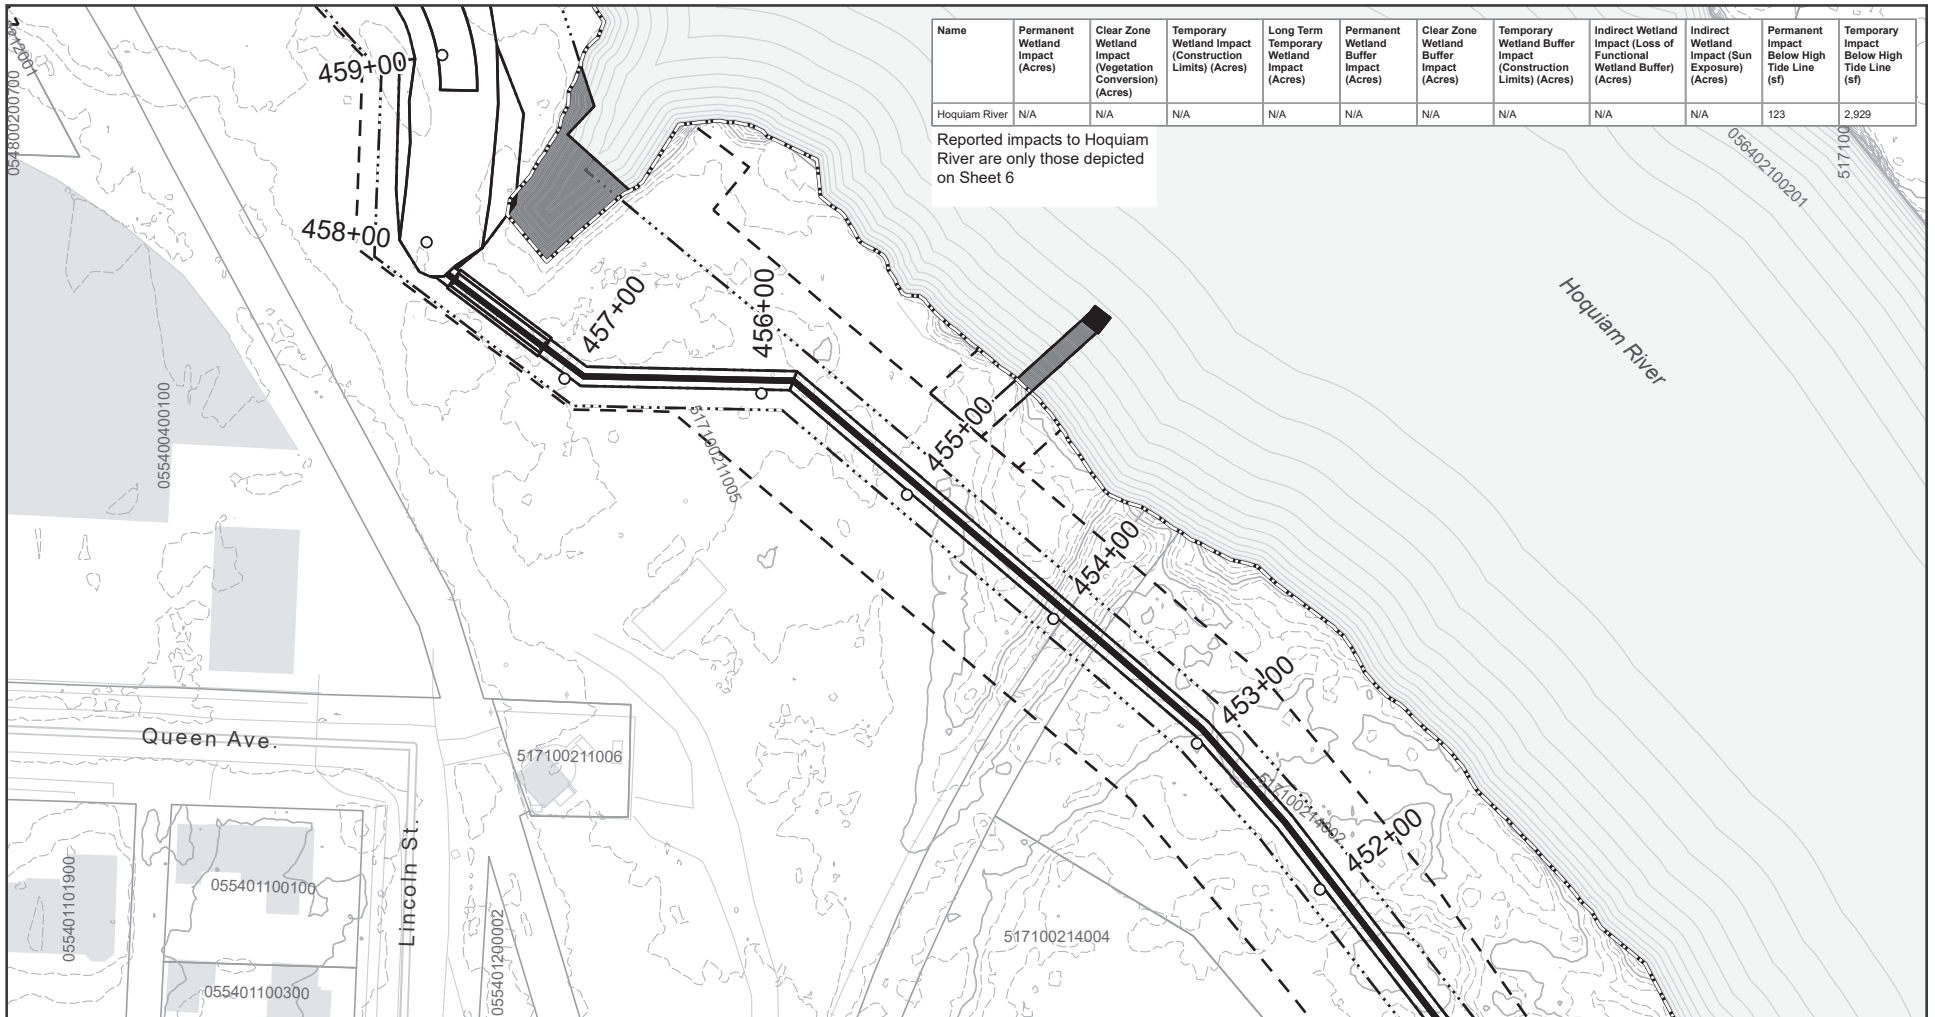 Name
Permanent
Wetland
Impact
(Acres)
Clear Zone
Wetland
Impact
(Vegetation
Conversion)
(Acres)
Temporary
Wetland Impact
(Construction
Limits) (Acres)
Long Term
Temporary
Wetland
Impact
(Acres)
Permanent
Wetland
Buffer
Impact
(Acres)
Clear Zone
Wetland
Buffer
Impact
(Acres)
Temporary
Wetland Buffer
Impact
(Construction
Limits) (Acres)
Indirect Wetland
Impact (Loss of
Functional
Wetland Buffer)
(Acres)
Indirect
Wetland
Impact (Sun
Exposure)
(Acres)
Permanent
Impact
Below High
Tide Line
(sf)
Temporary
Impact
Below High
Tide Line
(sf)
Hoquiam River N/A N/A N/A N/A N/A N/A N/A N/A N/A 123 2,929
Reported impacts to Hoquiam
River are only those depicted
on Sheet 6
054800200700
459+00
458+00
457+00
456+00
455+00
454+00
453+00
452+00
Hoquiam River
056402100201
517100
055400400100
517100211005
Queen Ave.
517100211006
517100214002
Lincoln St.
055401101900
055401100100
055401100300
055401200002
517100214004